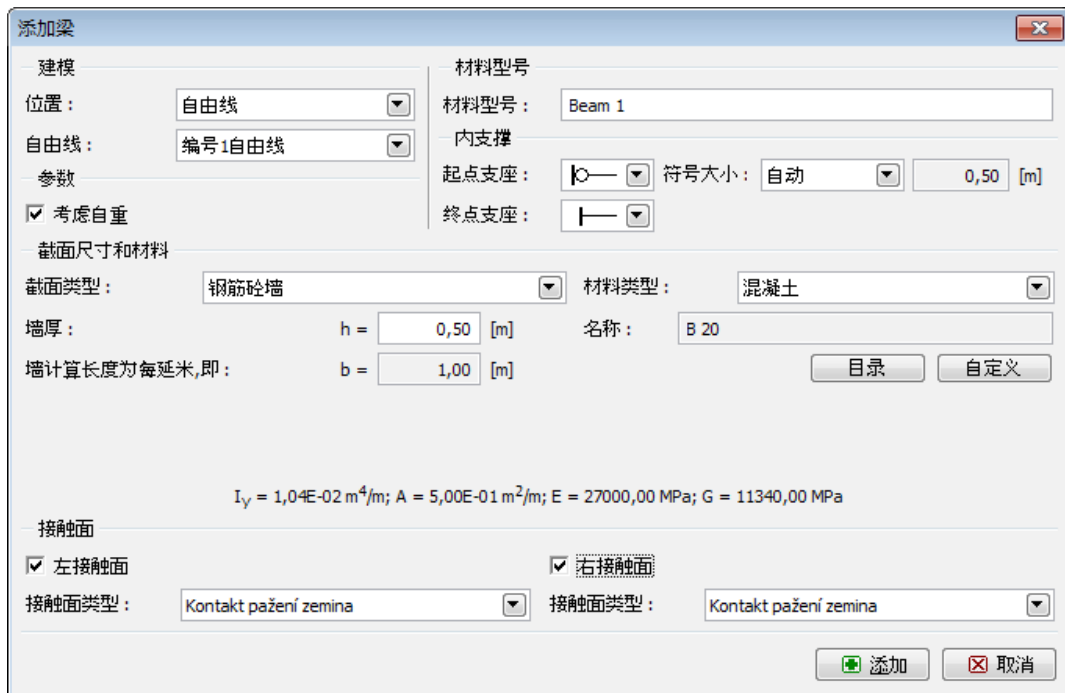 添加梁
建模
材料型号
位置： 自由线 材料型号： Beam 1
自由线： 编号1自由线
内支撑
参数
起点支座： 符号大小： 自动 0,50 [m]
考虑自重 终点支座：
截面尺寸和材料
截面类型： 钢筋砼墙 材料类型： 混凝土
墙厚： h = 0,50 [m] 名称： B 20
墙计算长度为每延米,即： b = 1,00 [m] 目录 自定义
Iy = 1,04E-02 m4/m; A = 5,00E-01 m2/m; E = 27000,00 MPa; G = 11340,00 MPa
接触面
左接触面 右接触面
接触面类型： Kontakt pažení zemina 接触面类型： Kontakt pažení zemina
添加 取消